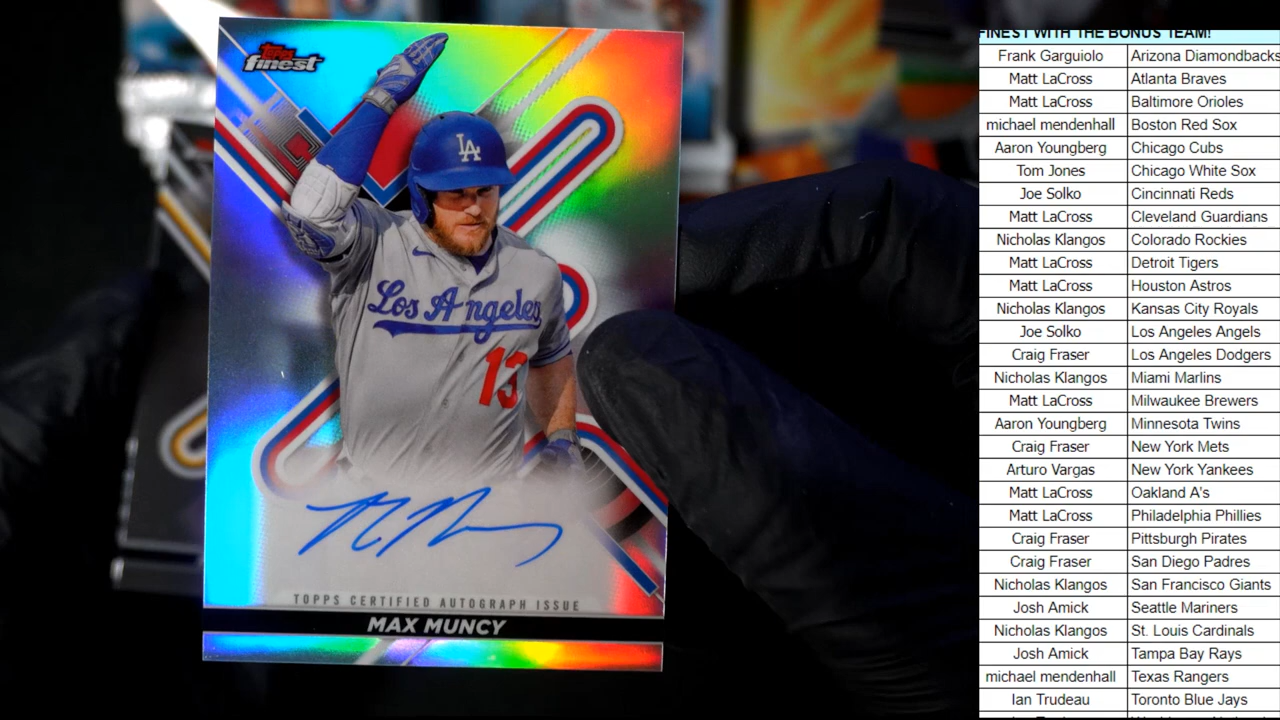 TOPPS
finest
LA
Los Angeles
13
TOPPS CERTIFIED AUTOGRAPH ISSUE
MAX MUNCY
FINEST WITH THE BONUS TEAM!
Frank Garguiolo Arizona Diamondbacks
Matt LaCross Atlanta Braves
Matt LaCross Baltimore Orioles
michael mendenhall Boston Red Sox
Aaron Youngberg Chicago Cubs
Tom Jones Chicago White Sox
Joe Solko Cincinnati Reds
Matt LaCross Cleveland Guardians
Nicholas Klangos Colorado Rockies
Matt LaCross Detroit Tigers
Matt LaCross Houston Astros
Nicholas Klangos Kansas City Royals
Joe Solko Los Angeles Angels
Craig Fraser Los Angeles Dodgers
Nicholas Klangos Miami Marlins
Matt LaCross Milwaukee Brewers
Aaron Youngberg Minnesota Twins
Craig Fraser New York Mets
Arturo Vargas New York Yankees
Matt LaCross Oakland A's
Matt LaCross Philadelphia Phillies
Craig Fraser Pittsburgh Pirates
Craig Fraser San Diego Padres
Nicholas Klangos San Francisco Giants
Josh Amick Seattle Mariners
Nicholas Klangos St. Louis Cardinals
Josh Amick Tampa Bay Rays
michael mendenhall Texas Rangers
Ian Trudeau Toronto Blue Jays